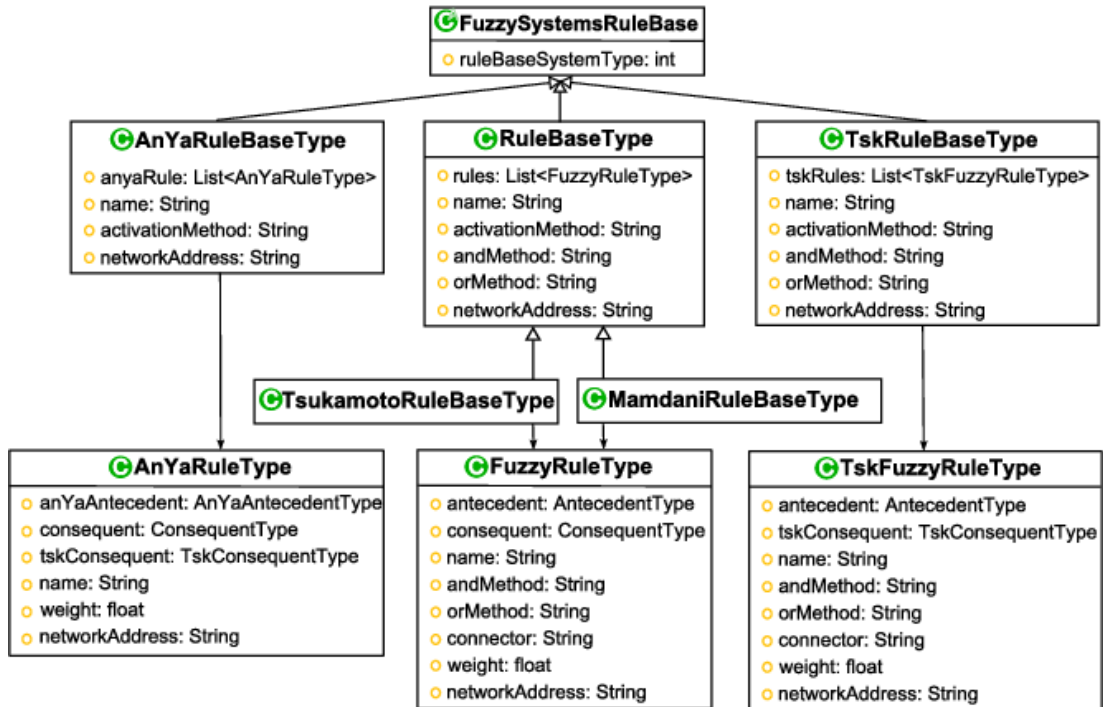 FuzzySystemsRuleBase
ruleBaseSystemType: int
AnYaRuleBaseType
anyaRule: List<AnYaRuleType>
name: String
activationMethod: String
networkAddress: String
RuleBaseType
rules: List<FuzzyRuleType>
name: String
activationMethod: String
andMethod: String
orMethod: String
networkAddress: String
TskRuleBaseType
tskRules: List<TskFuzzyRuleType>
name: String
activationMethod: String
andMethod: String
orMethod: String
networkAddress: String
TsukamotoRuleBaseType
MamdaniRuleBaseType
AnYaRuleType
anYaAntecedent: AnYaAntecedentType
consequent: ConsequentType
tskConsequent: TskConsequentType
name: String
weight: float
networkAddress: String
FuzzyRuleType
antecedent: AntecedentType
consequent: ConsequentType
name: String
andMethod: String
orMethod: String
connector: String
weight: float
networkAddress: String
TskFuzzyRuleType
antecedent: AntecedentType
tskConsequent: TskConsequentType
name: String
andMethod: String
orMethod: String
connector: String
weight: float
networkAddress: String